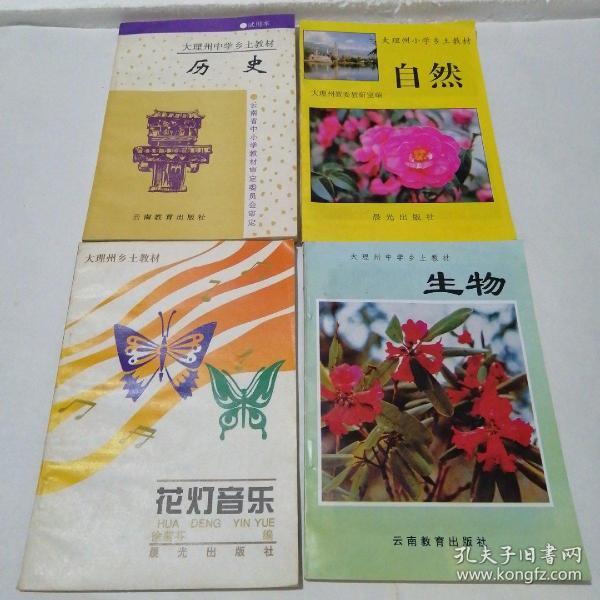 ●试用本
大理州中学乡土教材
历史
●云南省中小学教材审定委员会审定
云南教育出版社
大理州小学乡土教材
自然
大理州教委教研室编
晨光出版社
大理州乡土教材
花灯音乐
HUA DENG YIN YUE
徐菊芬 编
晨光出版社
大理州中学乡土教材
生物
云南教育出版社
孔夫子旧书网
www.kongfz.com